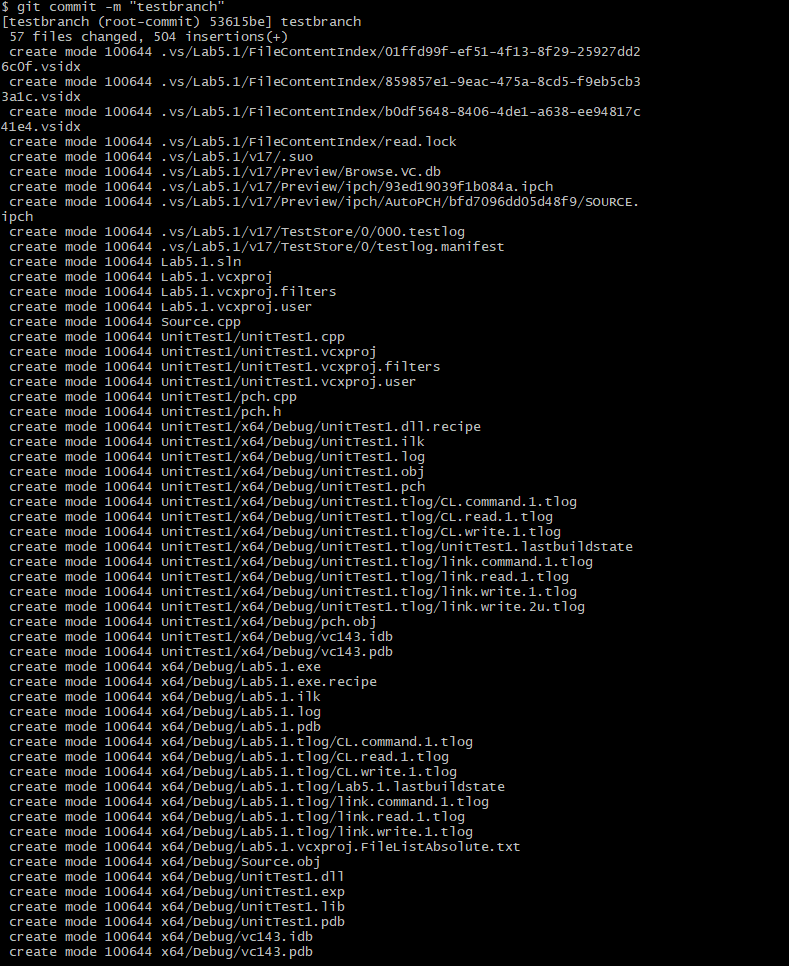 $ git commit -m "testbranch"
[testbranch (root-commit) 53615be] testbranch
 57 files changed, 504 insertions(+)
 create mode 100644 .vs/Lab5.1/FileContentIndex/01ffd99f-ef51-4f13-8f29-25927dd2
6c0f.vsidx
 create mode 100644 .vs/Lab5.1/FileContentIndex/859857e1-9eac-475a-8cd5-f9eb5cb3
3a1c.vsidx
 create mode 100644 .vs/Lab5.1/FileContentIndex/b0df5648-8406-4de1-a638-ee94817c
41e4.vsidx
 create mode 100644 .vs/Lab5.1/FileContentIndex/read.lock
 create mode 100644 .vs/Lab5.1/v17/.suo
 create mode 100644 .vs/Lab5.1/v17/Preview/Browse.VC.db
 create mode 100644 .vs/Lab5.1/v17/Preview/ipch/93ed19039f1b084a.ipch
 create mode 100644 .vs/Lab5.1/v17/Preview/ipch/AutoPCH/bfd7096dd05d48f9/SOURCE.
ipch
 create mode 100644 .vs/Lab5.1/v17/TestStore/0/000.testlog
 create mode 100644 .vs/Lab5.1/v17/TestStore/0/testlog.manifest
 create mode 100644 Lab5.1.sln
 create mode 100644 Lab5.1.vcxproj
 create mode 100644 Lab5.1.vcxproj.filters
 create mode 100644 Lab5.1.vcxproj.user
 create mode 100644 Source.cpp
 create mode 100644 UnitTest1/UnitTest1.cpp
 create mode 100644 UnitTest1/UnitTest1.vcxproj
 create mode 100644 UnitTest1/UnitTest1.vcxproj.filters
 create mode 100644 UnitTest1/UnitTest1.vcxproj.user
 create mode 100644 UnitTest1/pch.cpp
 create mode 100644 UnitTest1/pch.h
 create mode 100644 UnitTest1/x64/Debug/UnitTest1.dll.recipe
 create mode 100644 UnitTest1/x64/Debug/UnitTest1.ilk
 create mode 100644 UnitTest1/x64/Debug/UnitTest1.log
 create mode 100644 UnitTest1/x64/Debug/UnitTest1.obj
 create mode 100644 UnitTest1/x64/Debug/UnitTest1.pch
 create mode 100644 UnitTest1/x64/Debug/UnitTest1.tlog/CL.command.1.tlog
 create mode 100644 UnitTest1/x64/Debug/UnitTest1.tlog/CL.read.1.tlog
 create mode 100644 UnitTest1/x64/Debug/UnitTest1.tlog/CL.write.1.tlog
 create mode 100644 UnitTest1/x64/Debug/UnitTest1.tlog/UnitTest1.lastbuildstate
 create mode 100644 UnitTest1/x64/Debug/UnitTest1.tlog/link.command.1.tlog
 create mode 100644 UnitTest1/x64/Debug/UnitTest1.tlog/link.read.1.tlog
 create mode 100644 UnitTest1/x64/Debug/UnitTest1.tlog/link.write.1.tlog
 create mode 100644 UnitTest1/x64/Debug/UnitTest1.tlog/link.write.2u.tlog
 create mode 100644 UnitTest1/x64/Debug/pch.obj
 create mode 100644 UnitTest1/x64/Debug/vc143.idb
 create mode 100644 UnitTest1/x64/Debug/vc143.pdb
 create mode 100644 x64/Debug/Lab5.1.exe
 create mode 100644 x64/Debug/Lab5.1.exe.recipe
 create mode 100644 x64/Debug/Lab5.1.ilk
 create mode 100644 x64/Debug/Lab5.1.log
 create mode 100644 x64/Debug/Lab5.1.pdb
 create mode 100644 x64/Debug/Lab5.1.tlog/CL.command.1.tlog
 create mode 100644 x64/Debug/Lab5.1.tlog/CL.read.1.tlog
 create mode 100644 x64/Debug/Lab5.1.tlog/CL.write.1.tlog
 create mode 100644 x64/Debug/Lab5.1.tlog/Lab5.1.lastbuildstate
 create mode 100644 x64/Debug/Lab5.1.tlog/link.command.1.tlog
 create mode 100644 x64/Debug/Lab5.1.tlog/link.read.1.tlog
 create mode 100644 x64/Debug/Lab5.1.tlog/link.write.1.tlog
 create mode 100644 x64/Debug/Lab5.1.vcxproj.FileListAbsolute.txt
 create mode 100644 x64/Debug/Source.obj
 create mode 100644 x64/Debug/UnitTest1.dll
 create mode 100644 x64/Debug/UnitTest1.exp
 create mode 100644 x64/Debug/UnitTest1.lib
 create mode 100644 x64/Debug/UnitTest1.pdb
 create mode 100644 x64/Debug/vc143.idb
 create mode 100644 x64/Debug/vc143.pdb